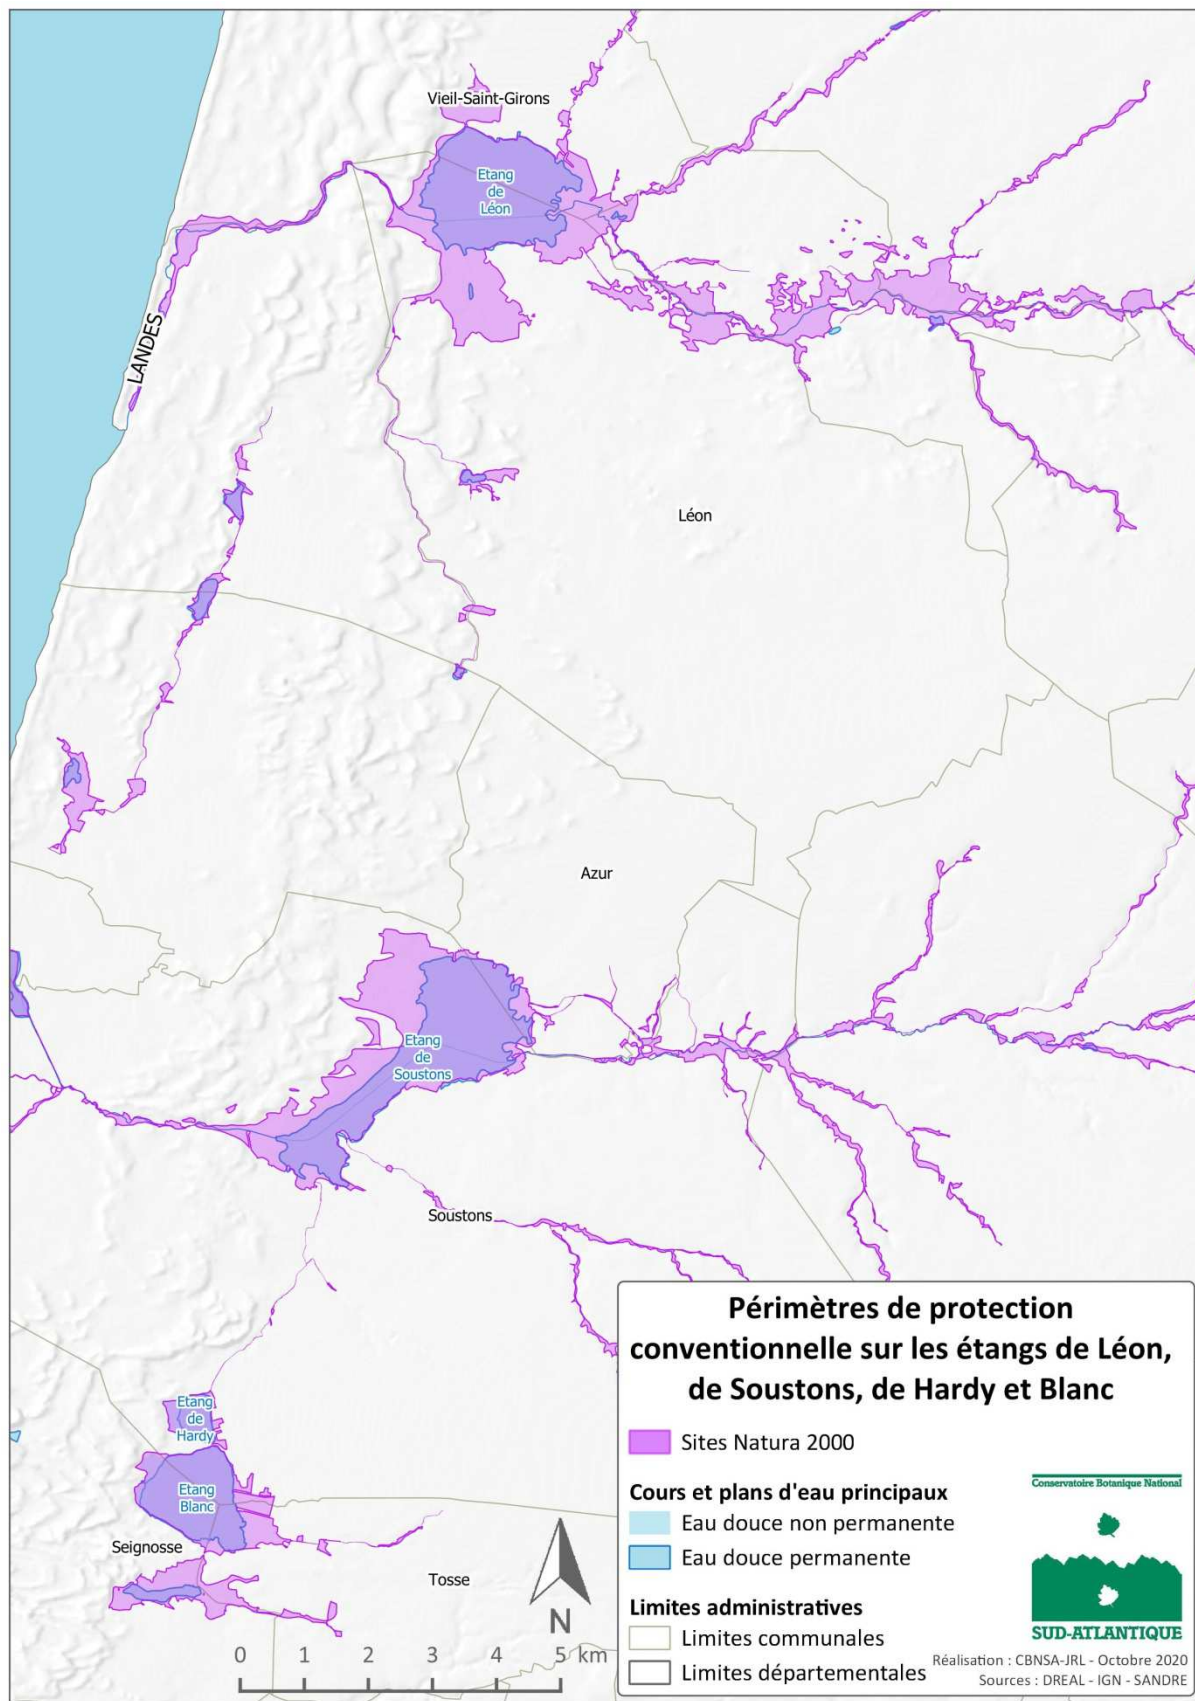 Vieil-Saint-Girons
Etang
de
Léon
LANDES
Léon
Azur
Etang
de
Soustons
Soustons
Etang
de
Hardy
Etang
Blanc
Seignosse
Tosse
N
0 1 2 3 4 5 km
Périmètres de protection
conventionnelle sur les étangs de Léon,
de Soustons, de Hardy et Blanc
Sites Natura 2000
Cours et plans d'eau principaux
Eau douce non permanente
Eau douce permanente
Limites administratives
Limites communales
Limites départementales
Conservatoire Botanique National
SUD-ATLANTIQUE
Réalisation : CBNSA-JRL - Octobre 2020
Sources : DREAL - IGN - SANDRE